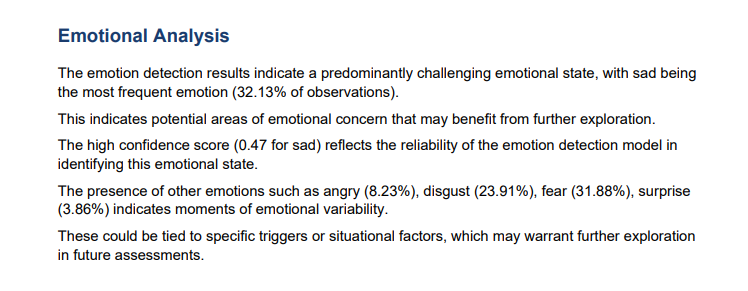 Emotional Analysis
The emotion detection results indicate a predominantly challenging emotional state, with sad being
the most frequent emotion (32.13% of observations).
This indicates potential areas of emotional concern that may benefit from further exploration.
The high confidence score (0.47 for sad) reflects the reliability of the emotion detection model in
identifying this emotional state.
The presence of other emotions such as angry (8.23%), disgust (23.91%), fear (31.88%), surprise
(3.86%) indicates moments of emotional variability.
These could be tied to specific triggers or situational factors, which may warrant further exploration
in future assessments.